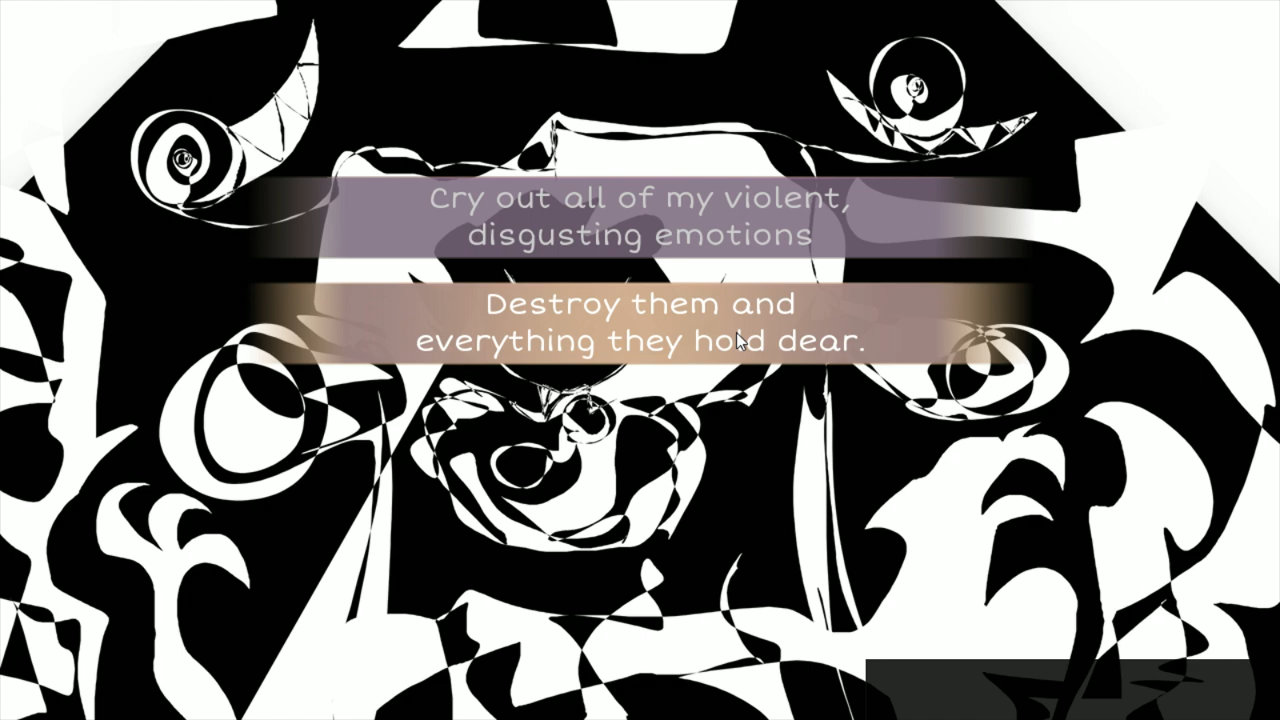 Cry out all of my violent,
disgusting emotions
Destroy them and
everything they hold dear.